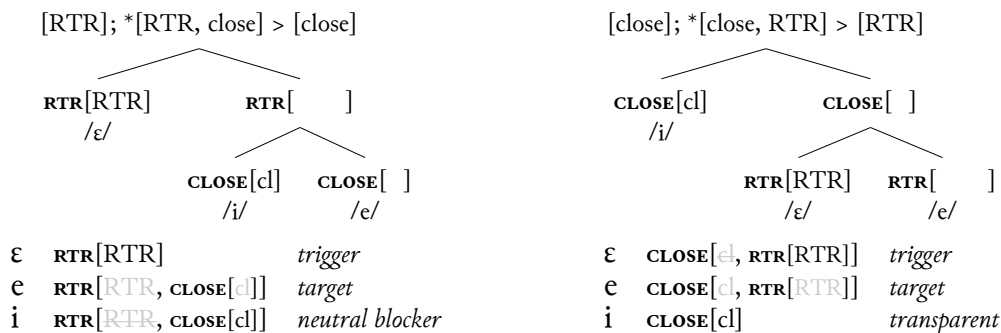 [RTR]; *[RTR, close] > [close]
RTR[RTR] RTR[ ]
/ɛ/
CLOSE[cl] CLOSE[ ]
/i/ /e/
ɛ RTR[RTR] trigger
e RTR[RTR, CLOSE[cl]] target
i RTR[RTR, CLOSE[cl]] neutral blocker
[close]; *[close, RTR] > [RTR]
CLOSE[cl] CLOSE[ ]
/i/
RTR[RTR] RTR[ ]
/ɛ/ /e/
ɛ CLOSE[cl, RTR[RTR]] trigger
e CLOSE[cl, RTR[RTR]] target
i CLOSE[cl] transparent